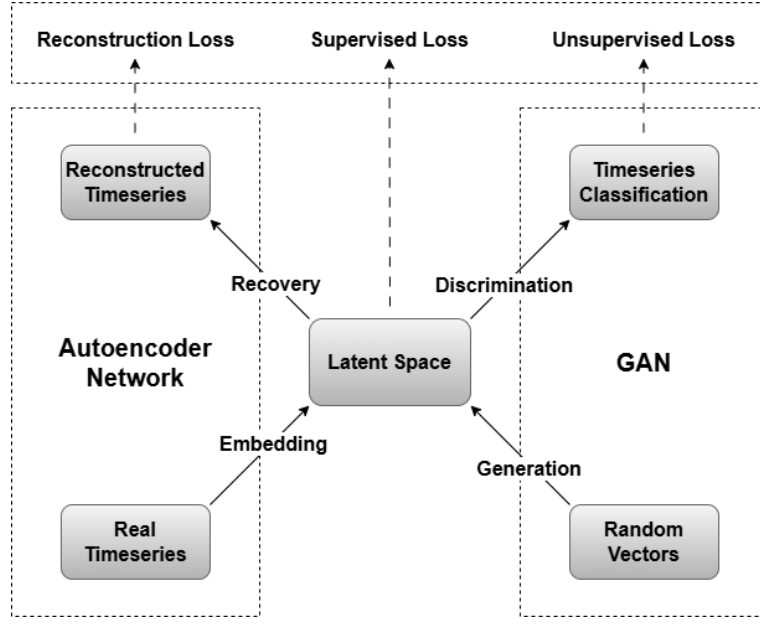 Reconstruction Loss
Supervised Loss
Unsupervised Loss
Reconstructed
Timeseries
Timeseries
Classification
Recovery
Discrimination
Autoencoder
Network
Latent Space
GAN
Embedding
Generation
Real
Timeseries
Random
Vectors